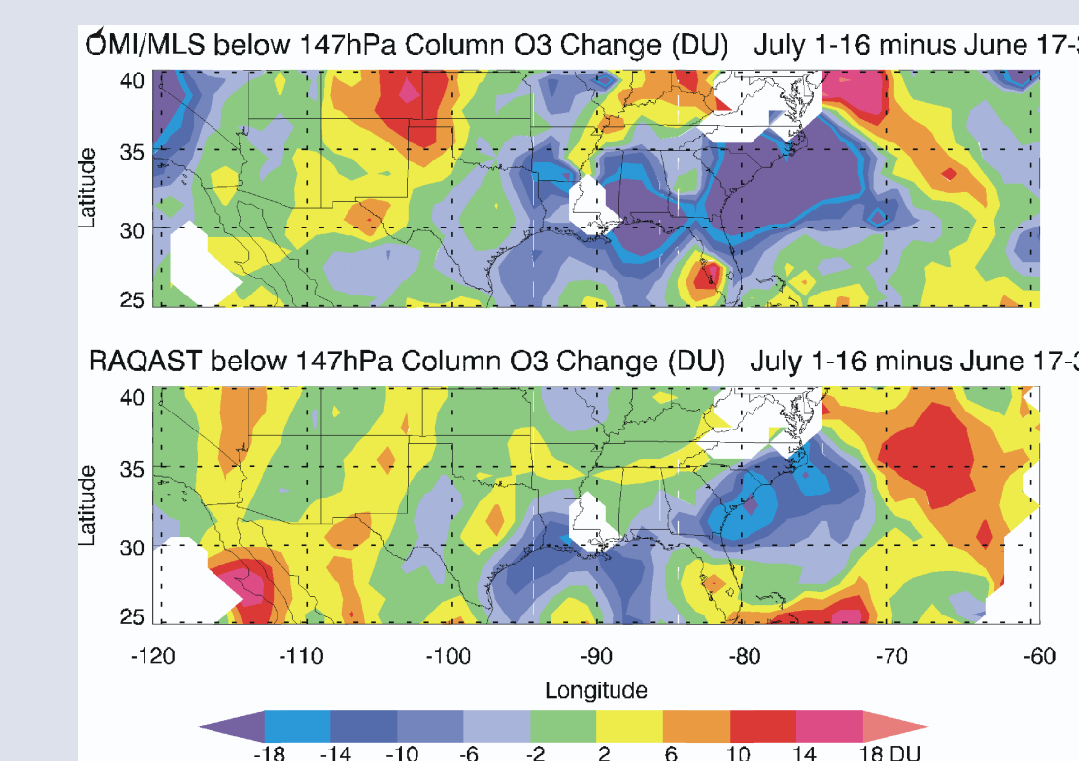 OMI/MLS below 147hPa Column O3 Change (DU) July 1-16 minus June 17-
40
35
30
25
Latitude
RAQAST below 147hPa Column O3 Change (DU) July 1-16 minus June 17-
40
35
30
25
Latitude
-120 -110 -100 -90 -80 -70 -60
Longitude
-18 -14 -10 -6 -2 2 6 10 14 18 DU